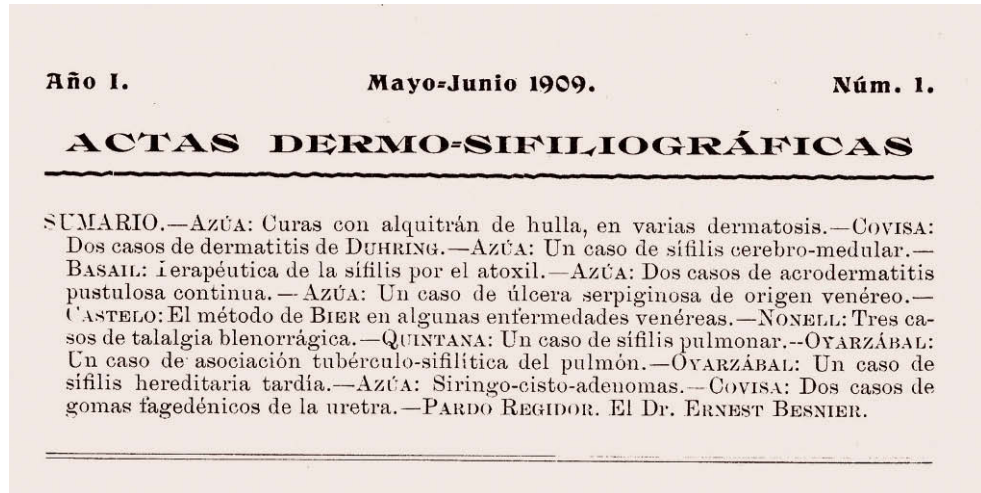 Año I. Mayo-Junio 1909. Núm. 1.
ACTAS DERMO-SIFILIOGRÁFICAS
SUMARIO.—AZÚA: Curas con alquitrán de hulla, en varias dermatosis.—COVISA:
Dos casos de dermatitis de DUHRING.—AZÚA: Un caso de sífilis cerebro-medular.—
BASAIL: Terapéutica de la sífilis por el atoxil.—AZÚA: Dos casos de acrodermatitis
pustulosa continua.—AZÚA: Un caso de úlcera serpiginosa de origen venéreo.—
CASTELO: El método de BIER en algunas enfermedades venéreas.—NONELL: Tres ca-
sos de talalgia blenorrágica.—QUINTANA: Un caso de sífilis pulmonar.--OYARZÁBAL:
Un caso de asociación tubérculo-sifilítica del pulmón.—OYARZÁBAL: Un caso de
sífilis hereditaria tardía.—AZÚA: Siringo-cisto-adenomas.—COVISA: Dos casos de
gomas fagedénicos de la uretra.—PARDO REGIDOR. El Dr. ERNEST BESNIER.